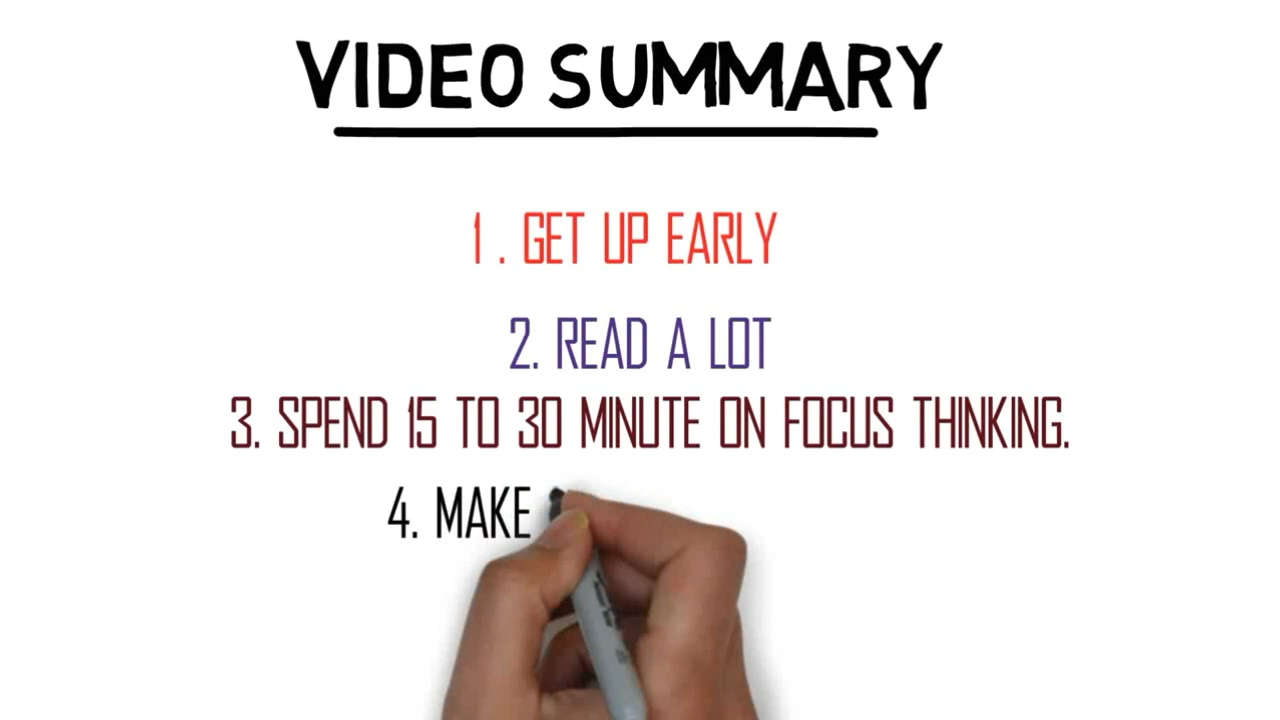 VIDEO SUMMARY
1 . GET UP EARLY
2. READ A LOT
3. SPEND 15 TO 30 MINUTE ON FOCUS THINKING.
4. MAKE